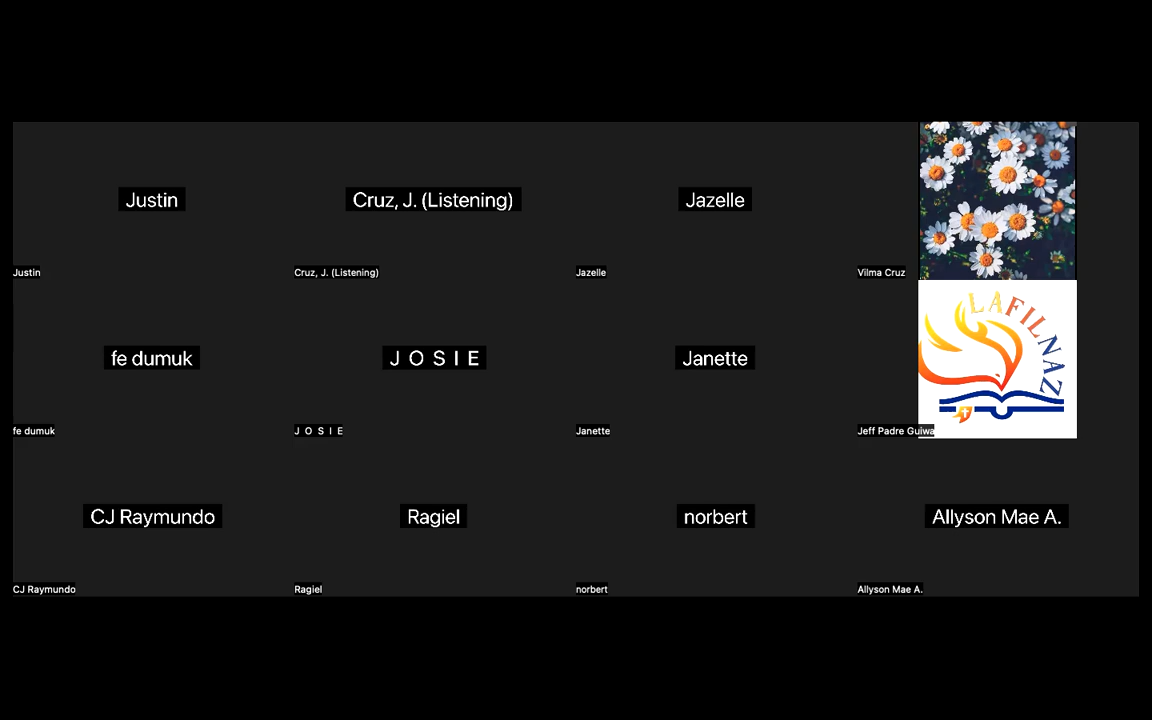 Justin
Cruz, J. (Listening)
Jazelle
Justin
Cruz, J. (Listening)
Jazelle
Vilma Cruz
LAFILNAZ
fe dumuk
J O S I E
Janette
fe dumuk
J O S I E
Janette
Jeff Padre Guiwa
CJ Raymundo
Ragiel
norbert
Allyson Mae A.
CJ Raymundo
Ragiel
norbert
Allyson Mae A.